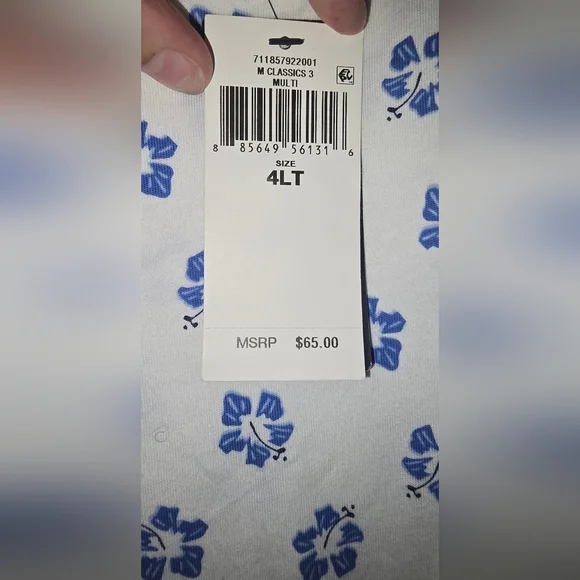 711857922001
M CLASSICS 3
MULTI
8 85649 56131 6
SIZE
4LT
MSRP $65.00